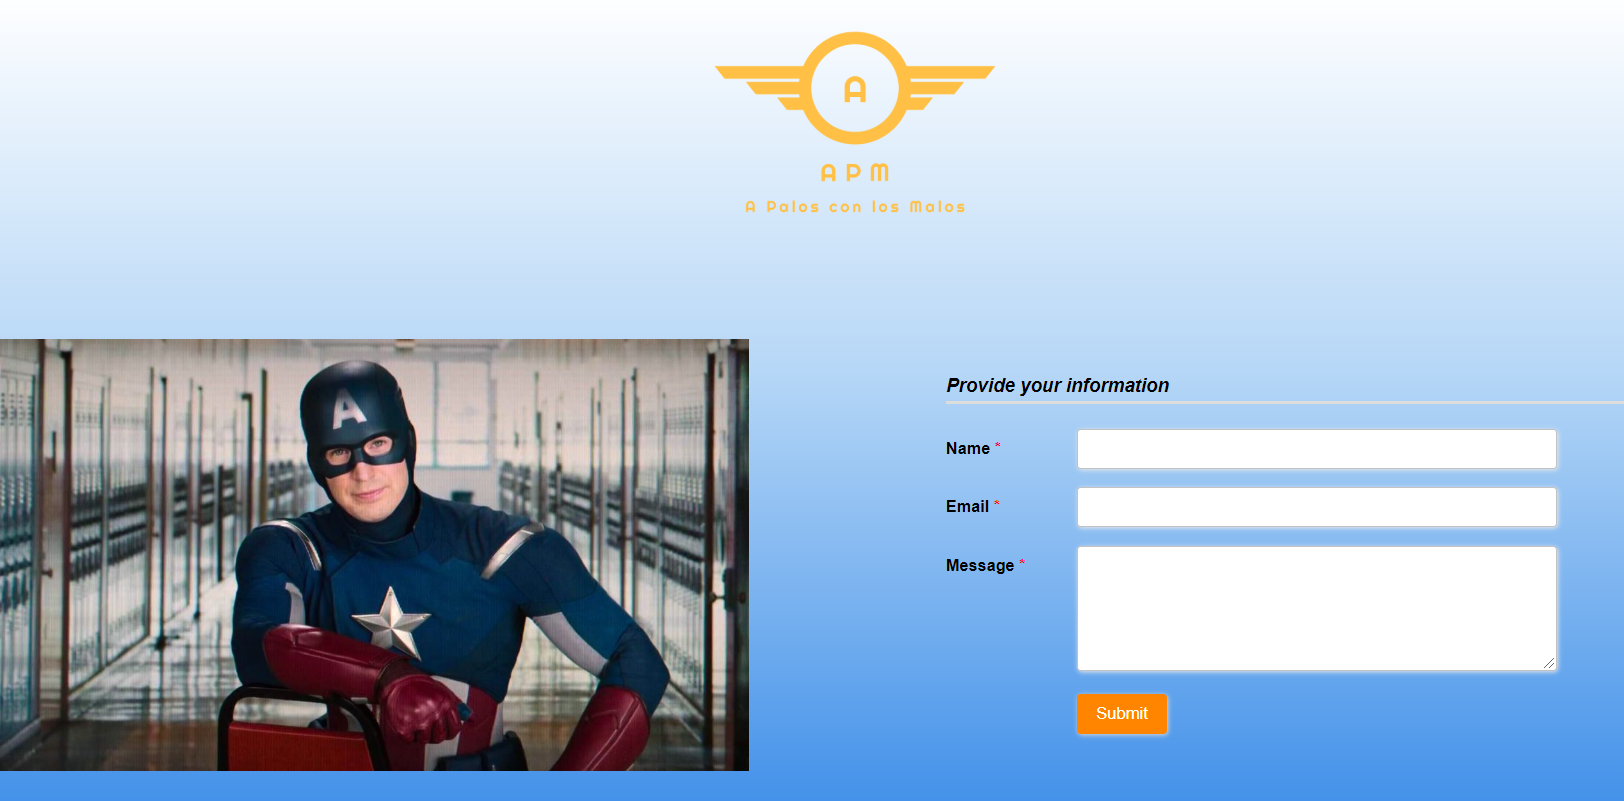 A
APM
A Palos con los Malos
A
Provide your information
Name *
Email *
Message *
Submit